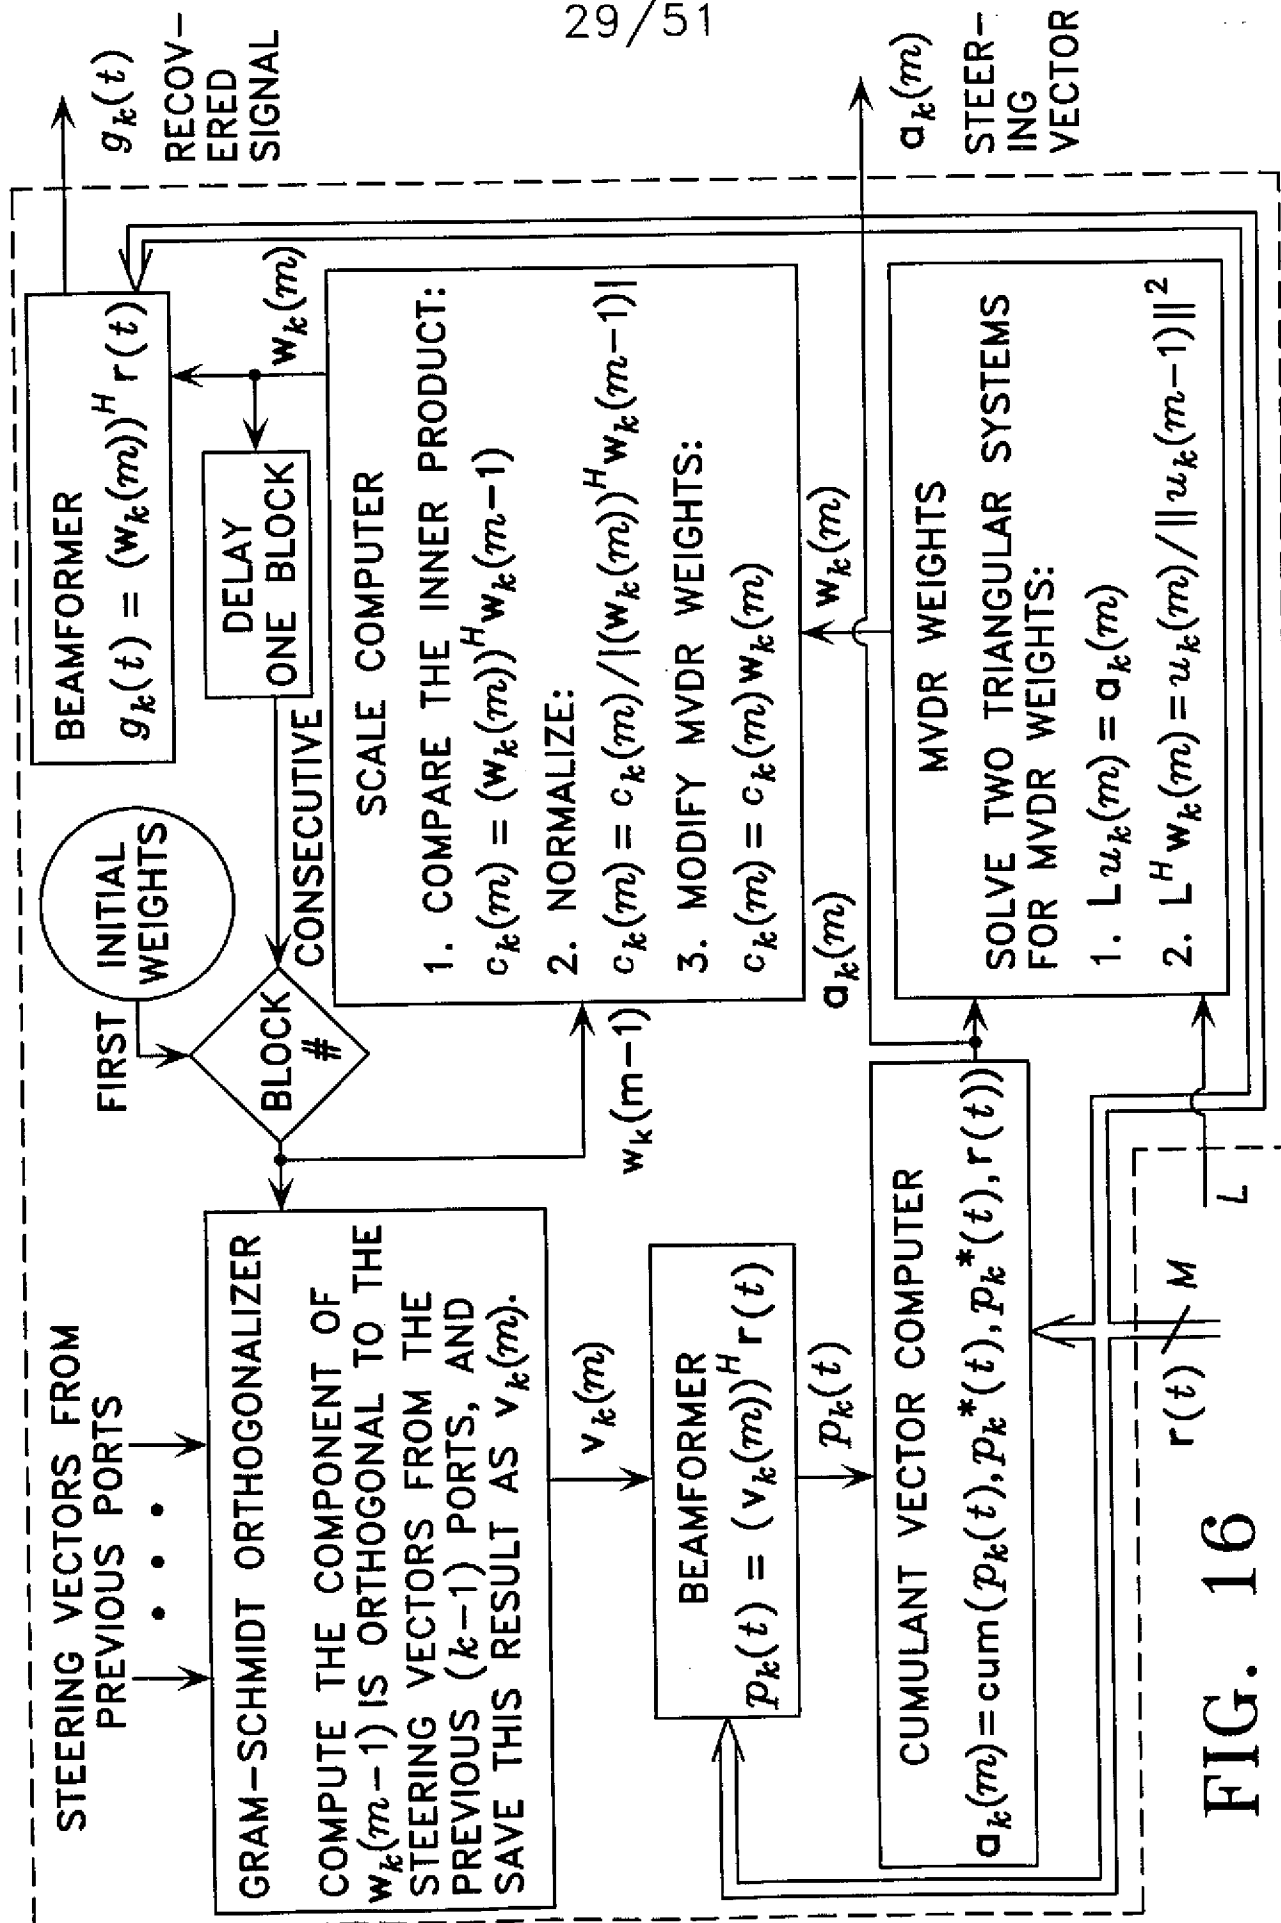 29/51
STEERING VECTORS FROM
PREVIOUS PORTS
GRAM-SCHMIDT ORTHOGONALIZER
COMPUTE THE COMPONENT OF
w_k(m-1) IS ORTHOGONAL TO THE
STEERING VECTORS FROM THE
PREVIOUS (k-1) PORTS, AND
SAVE THIS RESULT AS v_k(m).
v_k(m)
BEAMFORMER
p_k(t) = (v_k(m))^H r(t)
p_k(t)
CUMULANT VECTOR COMPUTER
a_k(m)=cum(p_k(t),p_k*(t),p_k*(t),r(t))
r(t)
M
L
FIRST
INITIAL
WEIGHTS
BLOCK
#
CONSECUTIVE
w_k(m-1)
DELAY
ONE BLOCK
BEAMFORMER
g_k(t) = (w_k(m))^H r(t)
w_k(m)
g_k(t)
RECOV-
ERED
SIGNAL
SCALE COMPUTER
1. COMPARE THE INNER PRODUCT:
c_k(m) = (w_k(m))^H w_k(m-1)
2. NORMALIZE:
c_k(m) = c_k(m)/|(w_k(m))^H w_k(m-1)|
3. MODIFY MVDR WEIGHTS:
c_k(m) = c_k(m)w_k(m)
a_k(m)
w_k(m)
a_k(m)
STEER-
ING
VECTOR
MVDR WEIGHTS
SOLVE TWO TRIANGULAR SYSTEMS
FOR MVDR WEIGHTS:
1. L u_k(m) = a_k(m)
2. L^H w_k(m) = u_k(m)/||u_k(m-1)||^2
FIG. 16